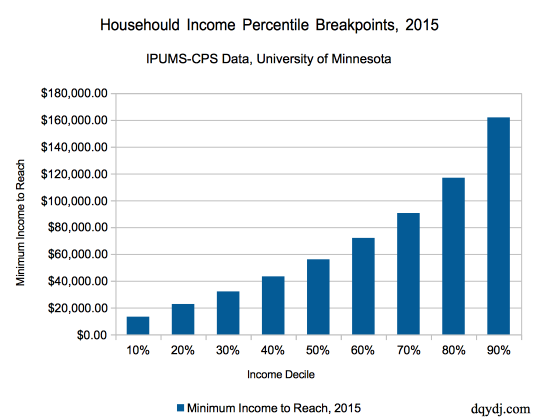 Househould Income Percentile Breakpoints, 2015
IPUMS-CPS Data, University of Minnesota
Minimum Income to Reach
$180,000.00
$160,000.00
$140,000.00
$120,000.00
$100,000.00
$80,000.00
$60,000.00
$40,000.00
$20,000.00
$0.00
10% 20% 30% 40% 50% 60% 70% 80% 90%
Income Decile
Minimum Income to Reach, 2015
dqydj.com